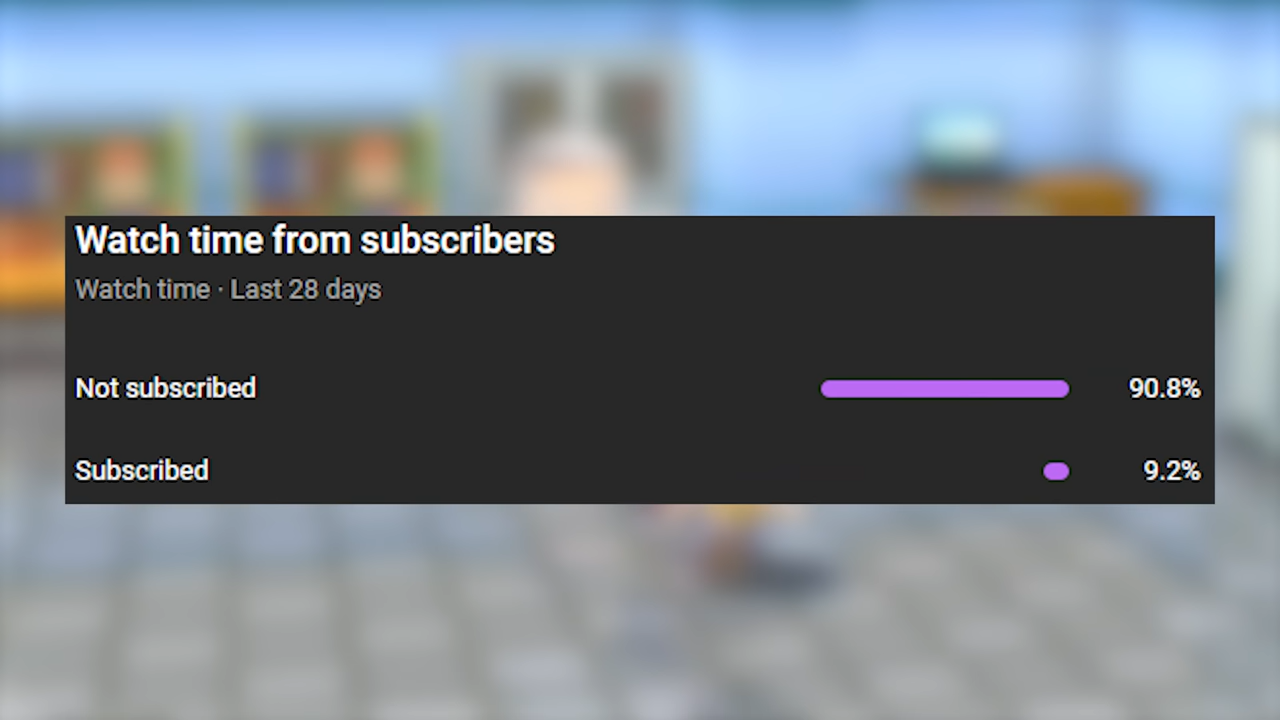 Watch time from subscribers
Watch time · Last 28 days
Not subscribed 90.8%
Subscribed 9.2%